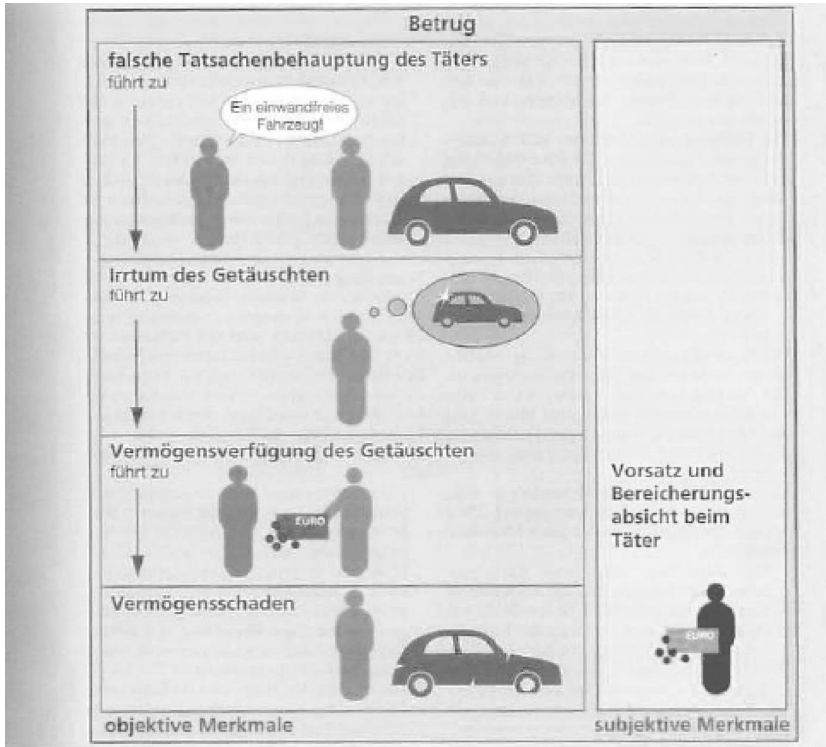 Betrug
falsche Tatsachenbehauptung des Täters
führt zu
Ein einwandfreies
Fahrzeug!
Irrtum des Getäuschten
führt zu
Vermögensverfügung des Getäuschten
führt zu
EURO
Vermögensschaden
objektive Merkmale
Vorsatz und
Bereicherungs-
absicht beim
Täter
EURO
subjektive Merkmale